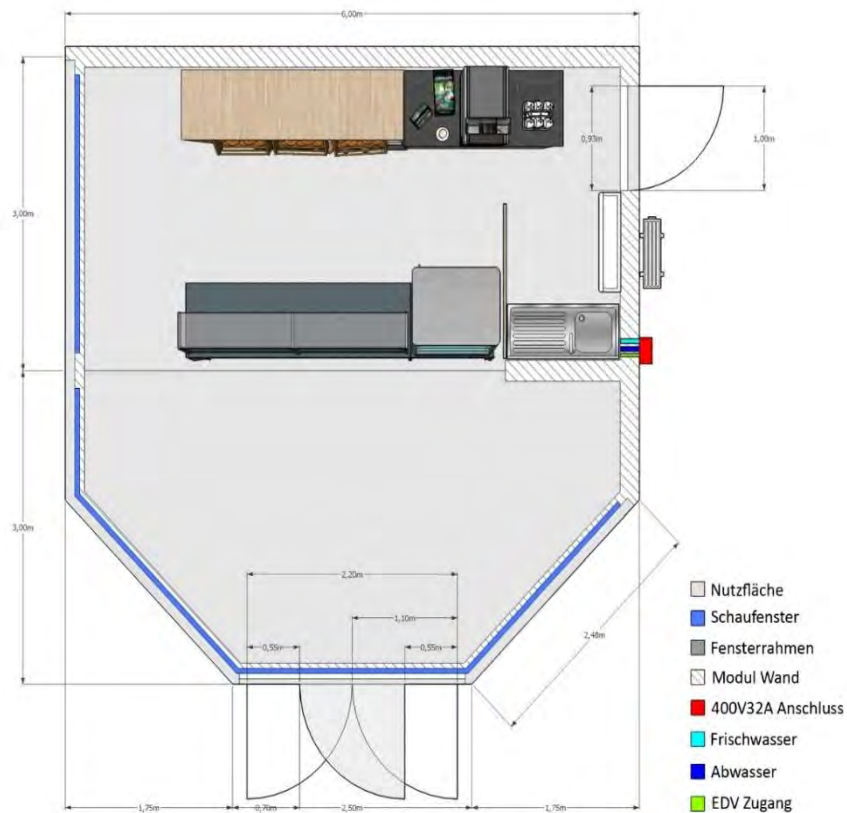 6,00m
3,00m
0,93m
1,00m
3,00m
2,20m
1,10m
0,55m
0,55m
2,48m
1,75m
0,70m
2,50m
1,75m
Nutzfläche
Schaufenster
Fensterrahmen
Modul Wand
400V32A Anschluss
Frischwasser
Abwasser
EDV Zugang